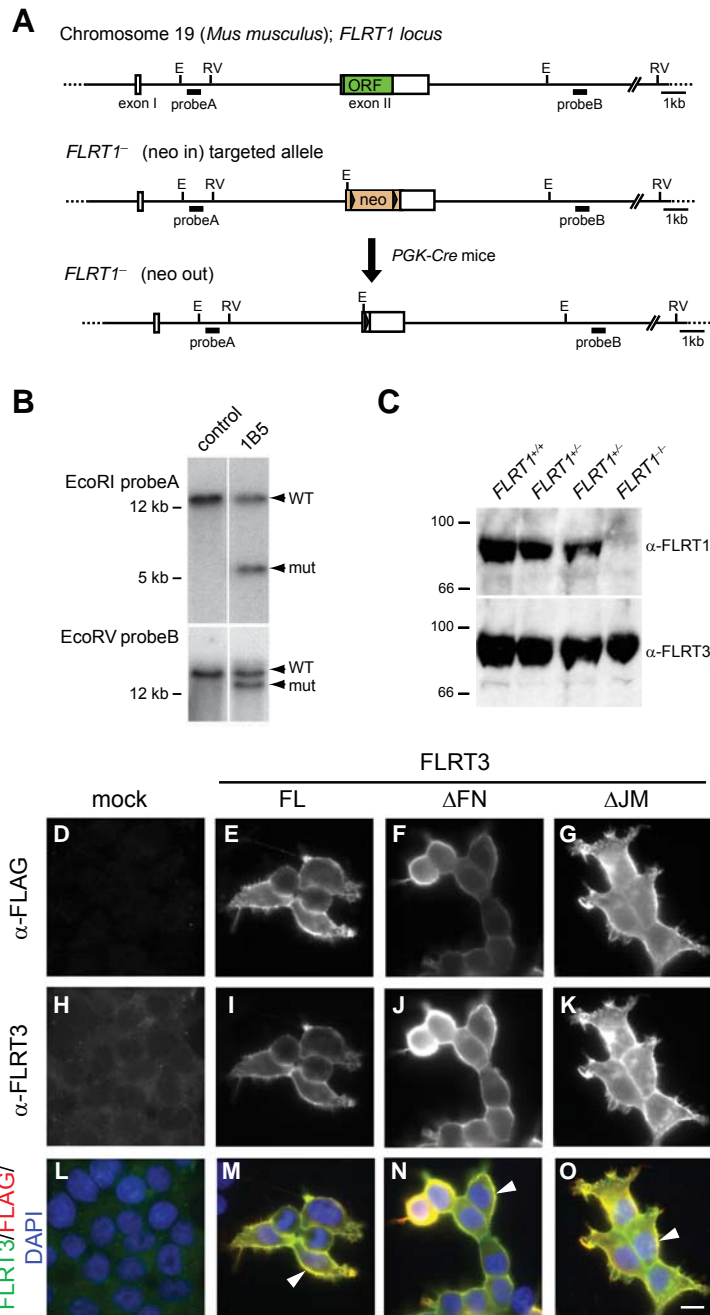 A
Chromosome 19 (Mus musculus); FLRT1 locus
E RV E RV
ORF
exon I probeA exon II probeB 1kb
FLRT1⁻ (neo in) targeted allele
E RV E E RV
neo
probeA probeB 1kb
PGK-Cre mice
FLRT1⁻ (neo out)
E RV E E RV
probeA probeB 1kb
B
control 1B5
EcoRI probeA
12 kb
WT
5 kb
mut
EcoRV probeB
WT
12 kb
mut
C
FLRT1+/+ FLRT1+/- FLRT1+/- FLRT1-/-
100
α-FLRT1
66
100
α-FLRT3
66
FLRT3
mock FL ΔFN ΔJM
α-FLAG
D E F G
α-FLRT3
H I J K
FLRT3/FLAG/
DAPI
L M N O